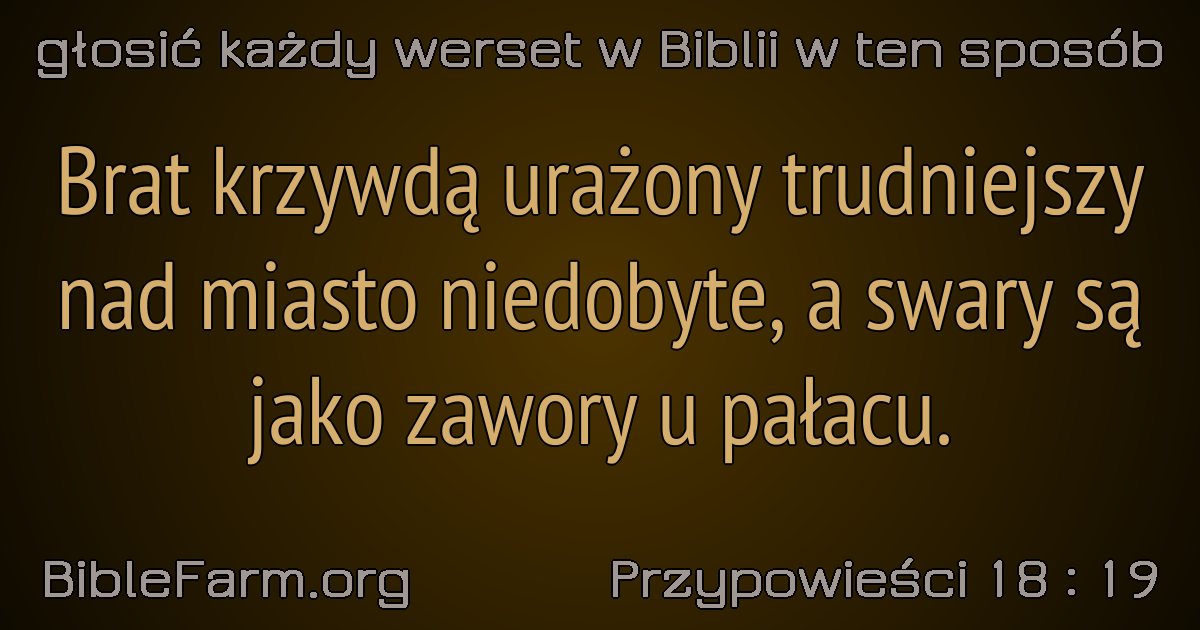 głosić każdy werset w Biblii w ten sposób
Brat krzywdą urażony trudniejszy
nad miasto niedobyte, a swary są
jako zawory u pałacu.
BibleFarm.org
Przypowieści 18 : 19